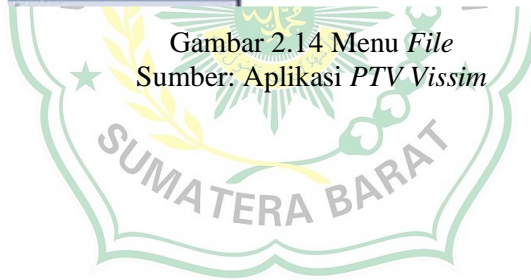 Gambar 2.14 Menu File
Sumber: Aplikasi PTV Vissim
SUMATERA BARAT